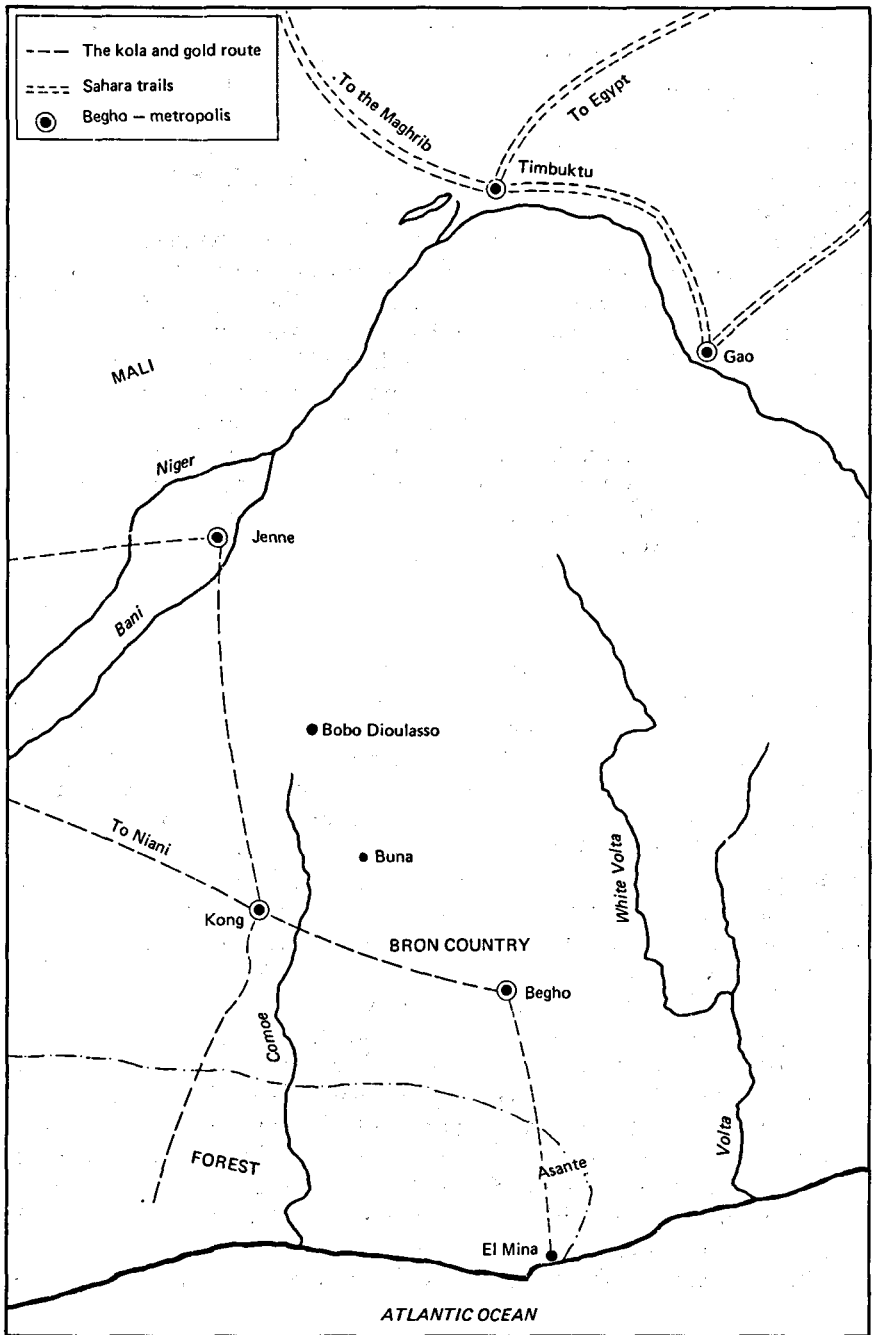 The kola and gold route
Sahara trails
Begho – metropolis
To the Maghrib
To Egypt
Timbuktu
Gao
MALI
Niger
Jenne
Bani
Bobo Dioulasso
To Niani
Buna
White Volta
Kong
BRON COUNTRY
Begho
Comoe
Volta
FOREST
Asante
El Mina
ATLANTIC OCEAN